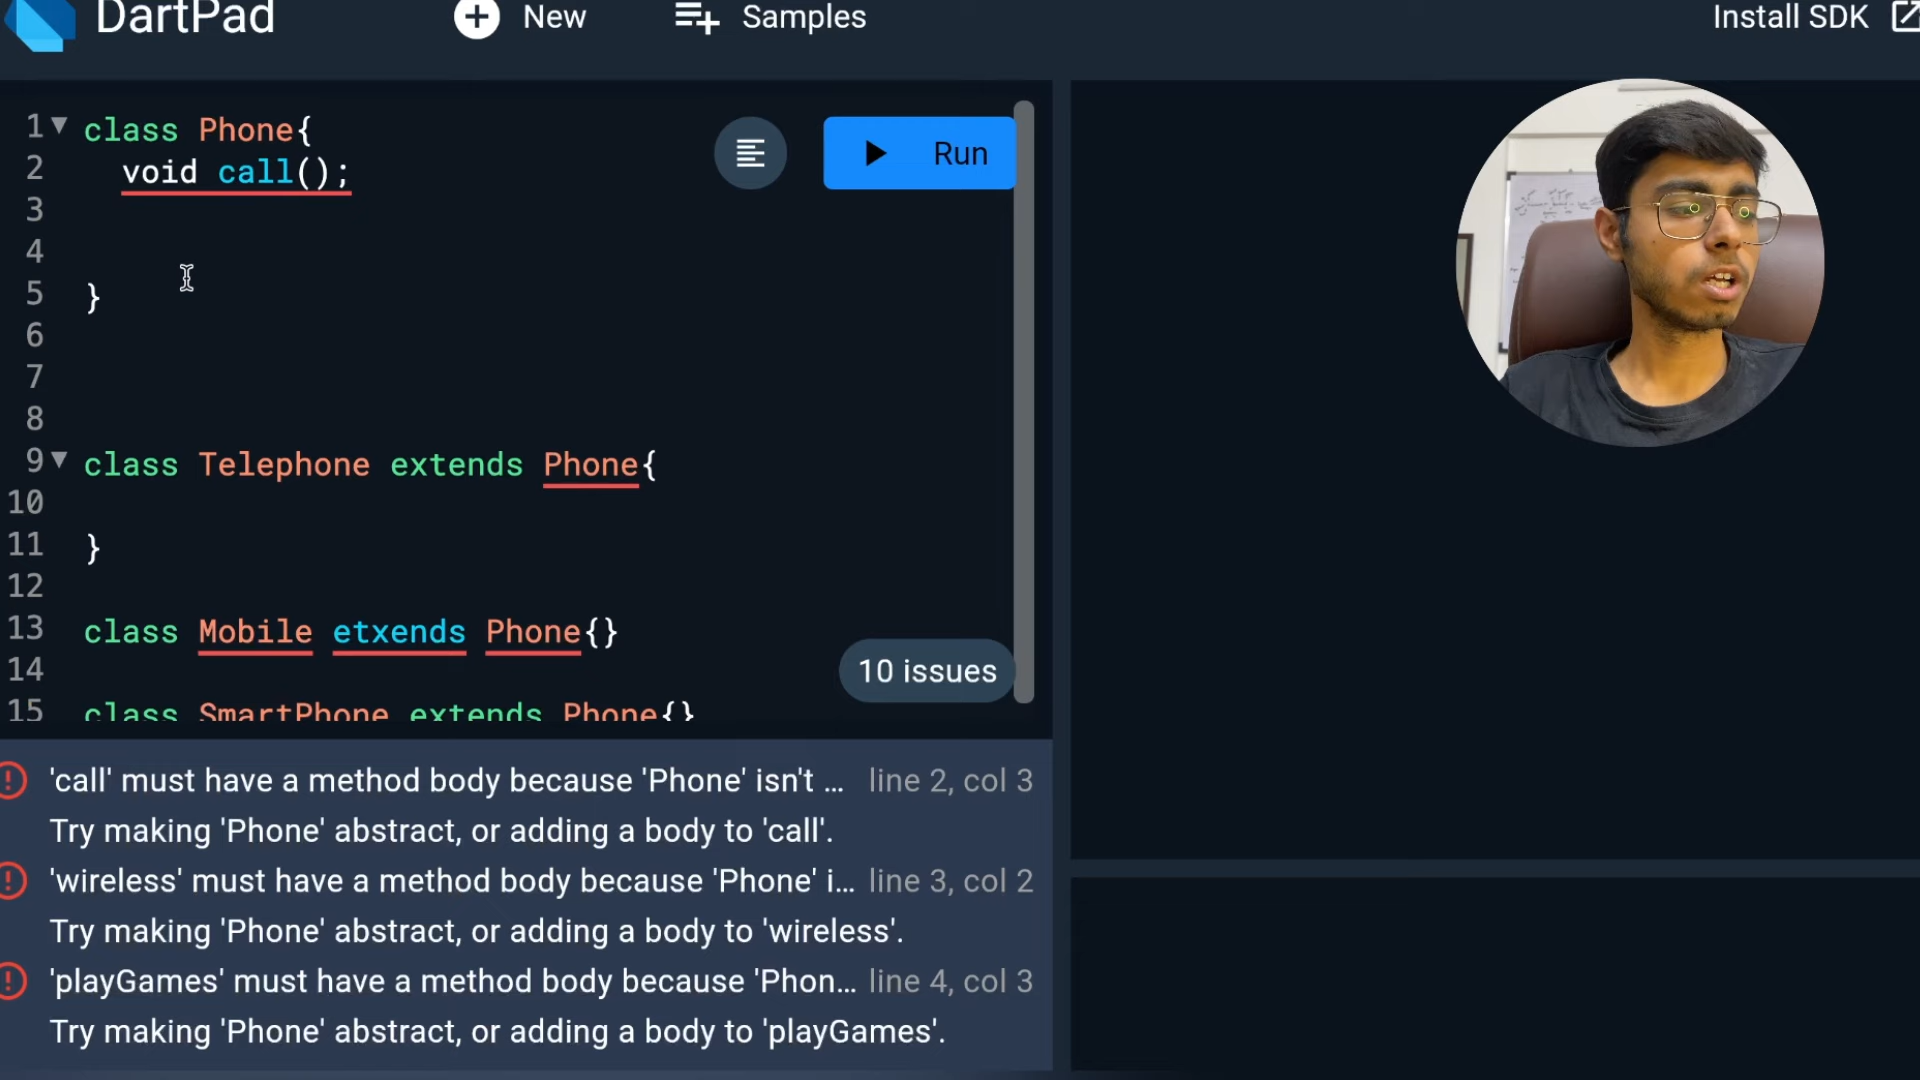 DartPad
New
Samples
Install SDK
1 class Phone{
2 void call();
3
4
5 }
6
7
8
9 class Telephone extends Phone{
10
11 }
12
13 class Mobile etxends Phone{}
14
15 class SmartPhone extends Phone{}
Run
10 issues
'call' must have a method body because 'Phone' isn't ... line 2, col 3
Try making 'Phone' abstract, or adding a body to 'call'.
'wireless' must have a method body because 'Phone' i... line 3, col 2
Try making 'Phone' abstract, or adding a body to 'wireless'.
'playGames' must have a method body because 'Phon... line 4, col 3
Try making 'Phone' abstract, or adding a body to 'playGames'.